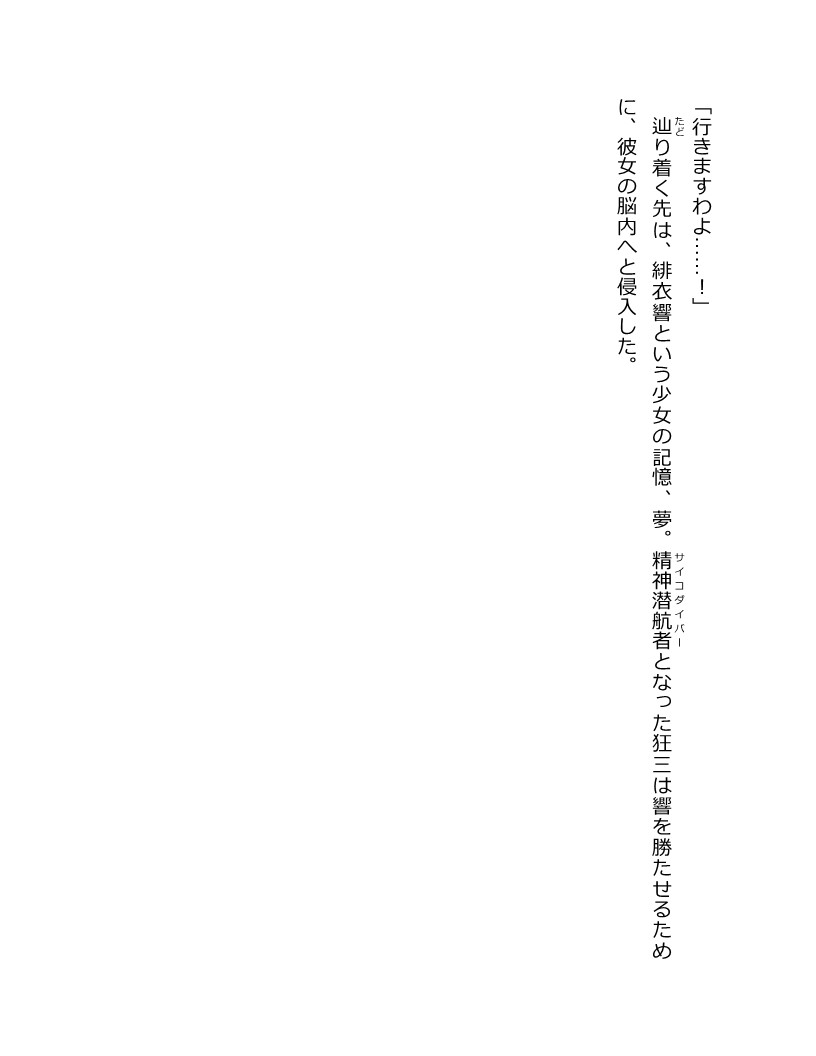 「行きますわよ……！」
辿り着く先は、緋衣響という少女の記憶、夢。精神潜航者となった狂三は響を勝たせるため
に、彼女の脳内へと侵入した。
たど
サイコダイバー